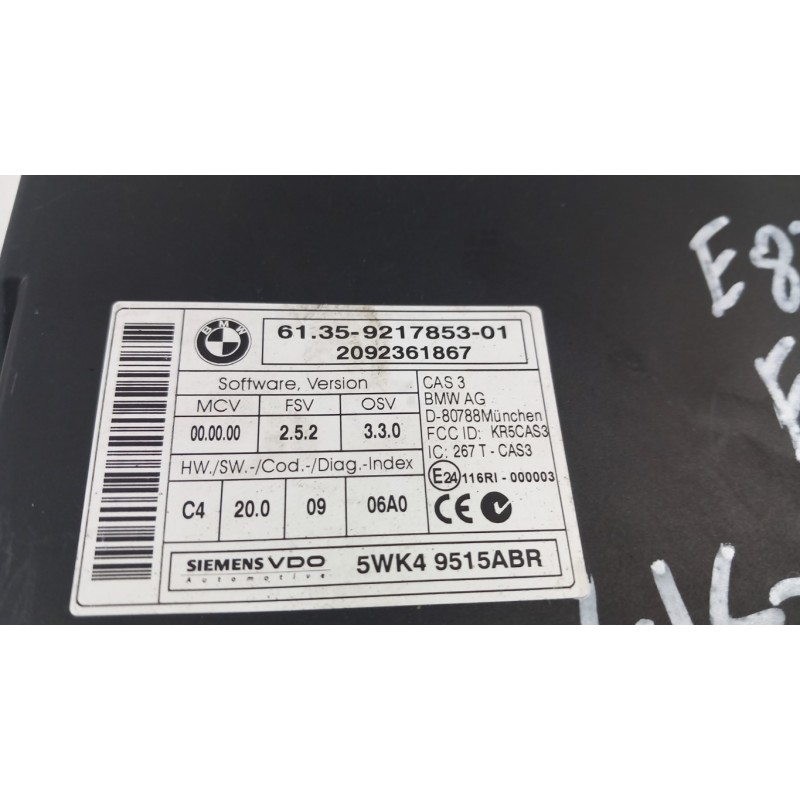 BMW
61.35-9217853-01
2092361867
Software, Version
MCV FSV OSV
00.00.00 2.5.2 3.3.0
HW./SW.-/Cod.-/Diag.-Index
C4 20.0 09 06A0
CAS 3
BMW AG
D-80788München
FCC ID: KR5CAS3
IC: 267 T - CAS3
E24 116RI - 000003
CE
SIEMENS VDO
Automotive
5WK4 9515ABR